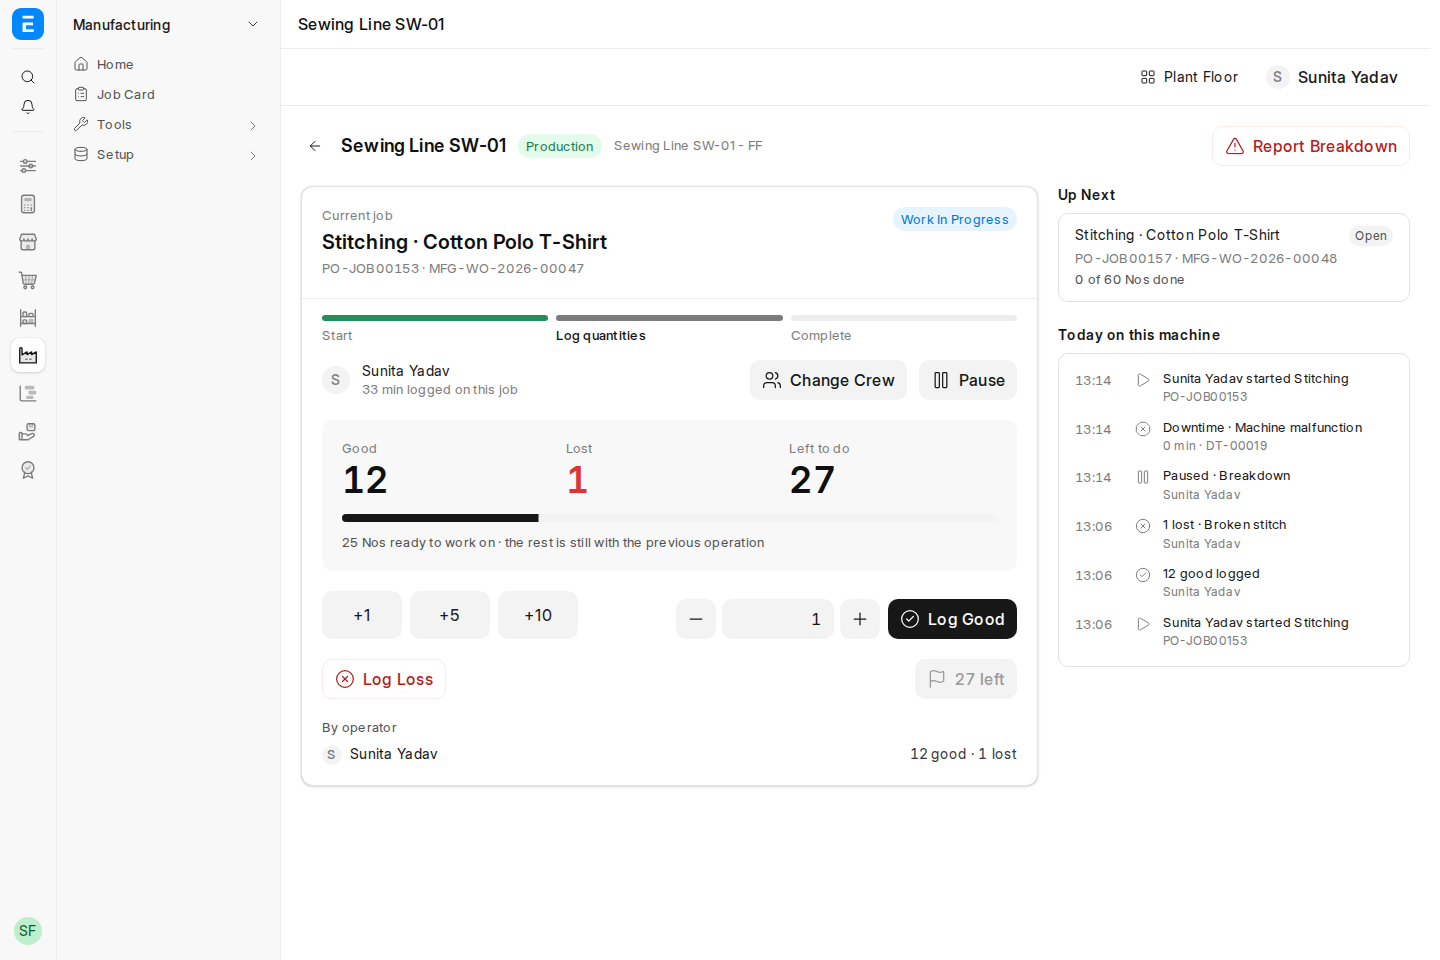 Manufacturing
Home
Job Card
Tools
Setup
SF
Sewing Line SW-01
Plant Floor
S
Sunita Yadav
Sewing Line SW-01
Production
Sewing Line SW-01 - FF
Report Breakdown
Current job
Stitching · Cotton Polo T-Shirt
PO-JOB00153 · MFG-WO-2026-00047
Work In Progress
Start
Log quantities
Complete
S
Sunita Yadav
33 min logged on this job
Change Crew
Pause
Good
12
Lost
1
Left to do
27
25 Nos ready to work on · the rest is still with the previous operation
+1
+5
+10
1
Log Good
Log Loss
27 left
By operator
S
Sunita Yadav
12 good · 1 lost
Up Next
Stitching · Cotton Polo T-Shirt
Open
PO-JOB00157 · MFG-WO-2026-00048
0 of 60 Nos done
Today on this machine
13:14
Sunita Yadav started Stitching
PO-JOB00153
13:14
Downtime · Machine malfunction
0 min · DT-00019
13:14
Paused · Breakdown
Sunita Yadav
13:06
1 lost · Broken stitch
Sunita Yadav
13:06
12 good logged
Sunita Yadav
13:06
Sunita Yadav started Stitching
PO-JOB00153